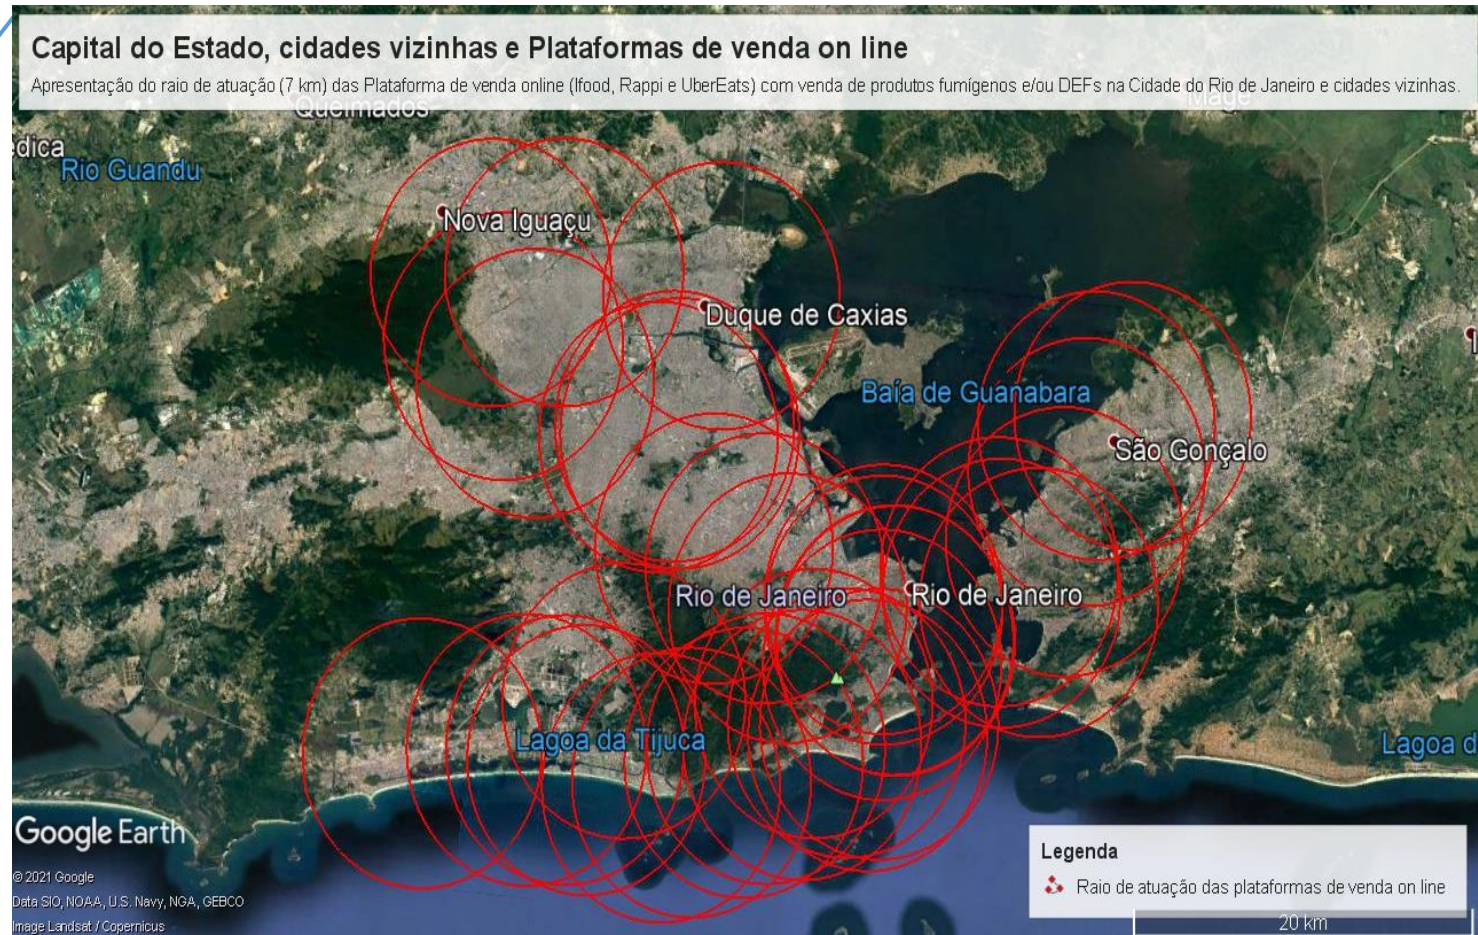 Capital do Estado, cidades vizinhas e Plataformas de venda on line
Apresentação do raio de atuação (7 km) das Plataforma de venda online (Ifood, Rappi e UberEats) com venda de produtos fumígenos e/ou DEFs na Cidade do Rio de Janeiro e cidades vizinhas.
Queimados
Magé
dica
Rio Guandu
Nova Iguaçu
Duque de Caxias
Baía de Guanabara
São Gonçalo
Rio de Janeiro
Rio de Janeiro
Lagoa da Tijuca
Lagoa d
Google Earth
© 2021 Google
Data SIO, NOAA, U.S. Navy, NGA, GEBCO
Image Landsat / Copernicus
Legenda
Raio de atuação das plataformas de venda on line
20 km